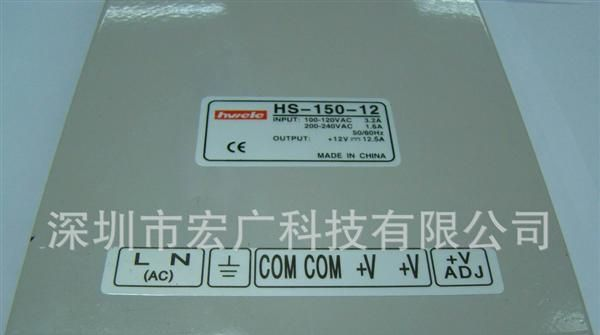 hwele HS-150-12
INPUT: 100-120VAC 3.2A
200-240VAC 1.6A
50/60Hz
OUTPUT: +12V⎓12.5A
CE
MADE IN CHINA
深圳市宏广科技有限公司
L N ⏚ COM COM +V +V +V
(AC) ADJ